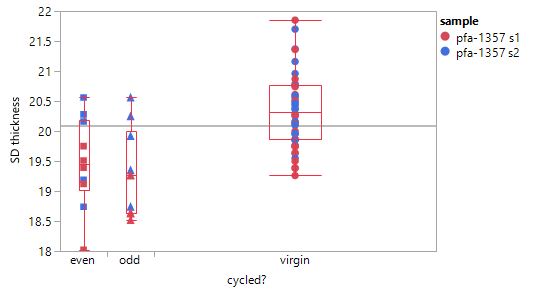 22
21.5
21
20.5
20
19.5
19
18.5
18
SD thickness
even
odd
virgin
cycled?
sample
pfa-1357 s1
pfa-1357 s2